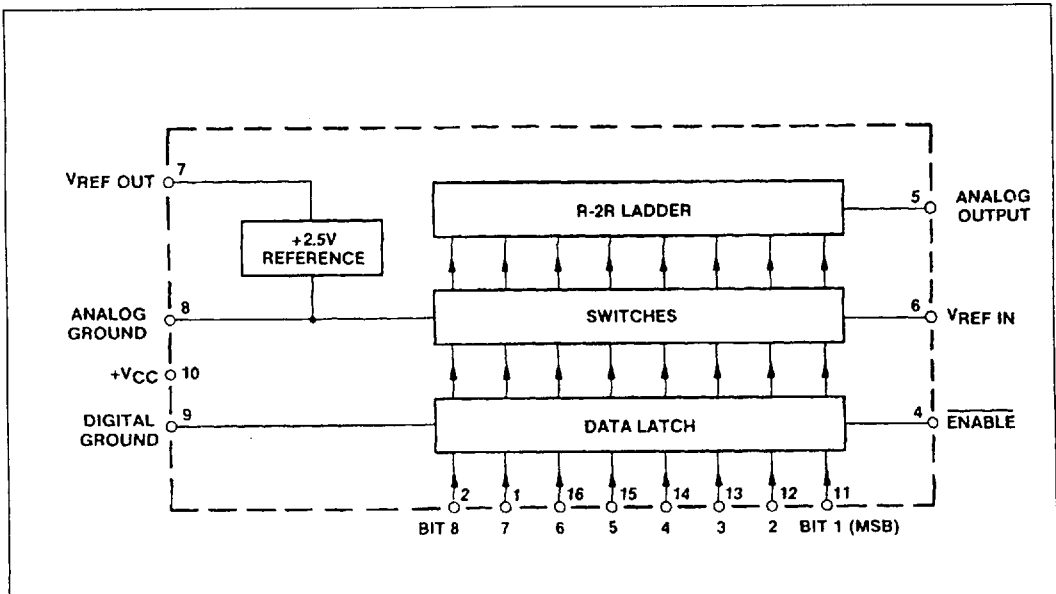 VREF OUT
7
+2.5V
REFERENCE
ANALOG
GROUND
8
+VCC
10
DIGITAL
GROUND
9
R-2R LADDER
5
ANALOG
OUTPUT
SWITCHES
6
VREF IN
DATA LATCH
4
ENABLE
2 1 16 15 14 13 12 11
BIT 8 7 6 5 4 3 2 BIT 1 (MSB)